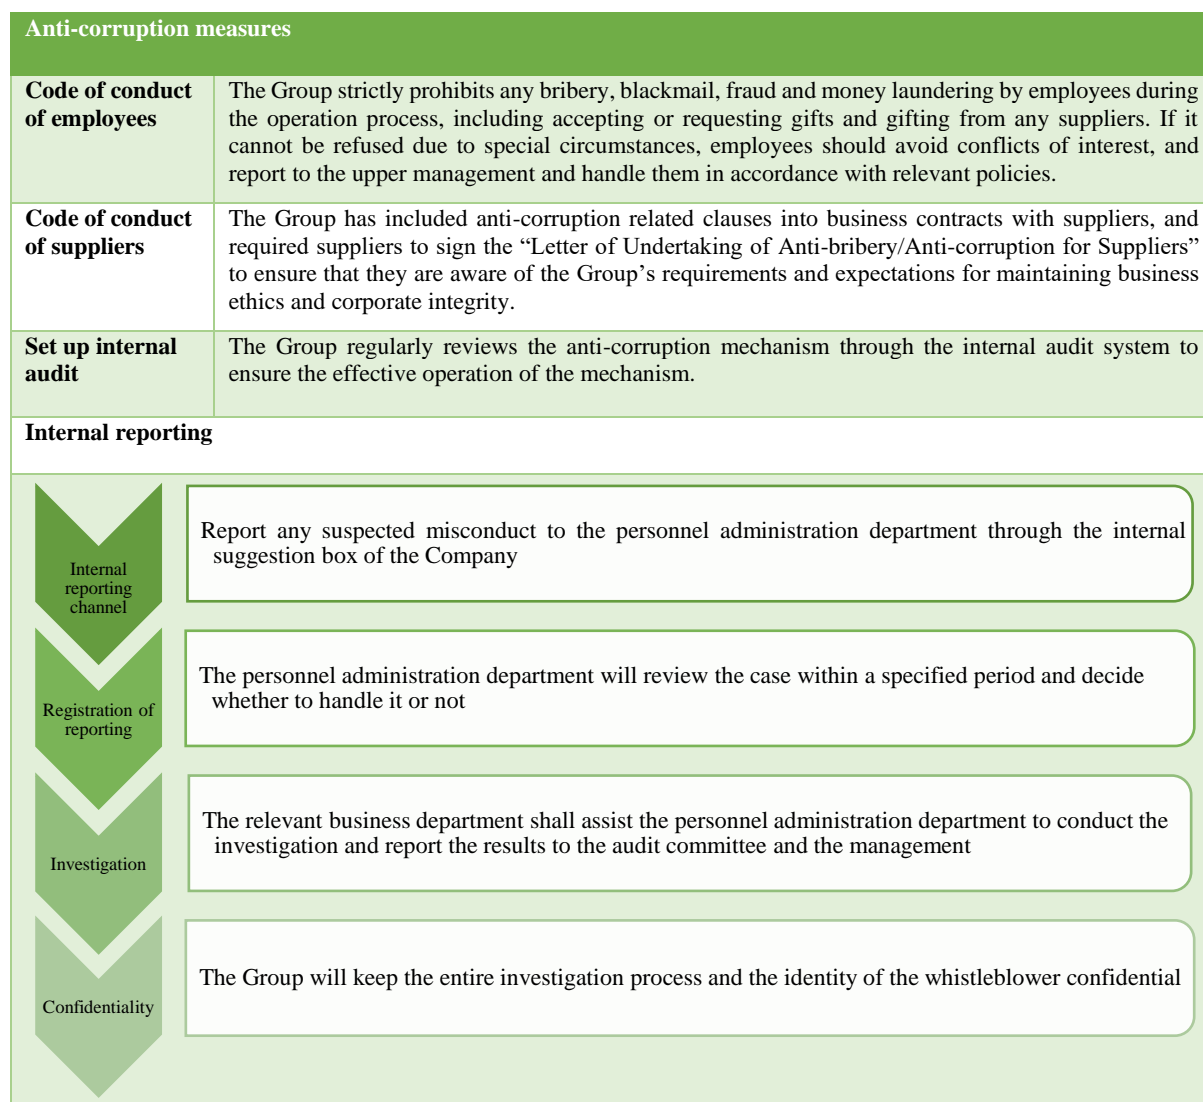 Anti-corruption measures
Code of conduct
of employees
The Group strictly prohibits any bribery, blackmail, fraud and money laundering by employees during
the operation process, including accepting or requesting gifts and gifting from any suppliers. If it
cannot be refused due to special circumstances, employees should avoid conflicts of interest, and
report to the upper management and handle them in accordance with relevant policies.
Code of conduct
of suppliers
The Group has included anti-corruption related clauses into business contracts with suppliers, and
required suppliers to sign the “Letter of Undertaking of Anti-bribery/Anti-corruption for Suppliers”
to ensure that they are aware of the Group’s requirements and expectations for maintaining business
ethics and corporate integrity.
Set up internal
audit
The Group regularly reviews the anti-corruption mechanism through the internal audit system to
ensure the effective operation of the mechanism.
Internal reporting
Internal
reporting
channel
Report any suspected misconduct to the personnel administration department through the internal
suggestion box of the Company
Registration of
reporting
The personnel administration department will review the case within a specified period and decide
whether to handle it or not
Investigation
The relevant business department shall assist the personnel administration department to conduct the
investigation and report the results to the audit committee and the management
Confidentiality
The Group will keep the entire investigation process and the identity of the whistleblower confidential